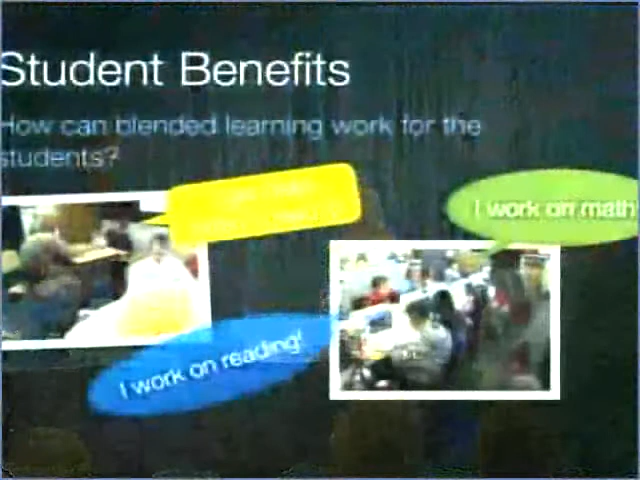 Student Benefits
How can blended learning work for the
students?
I work on math
I work on reading!